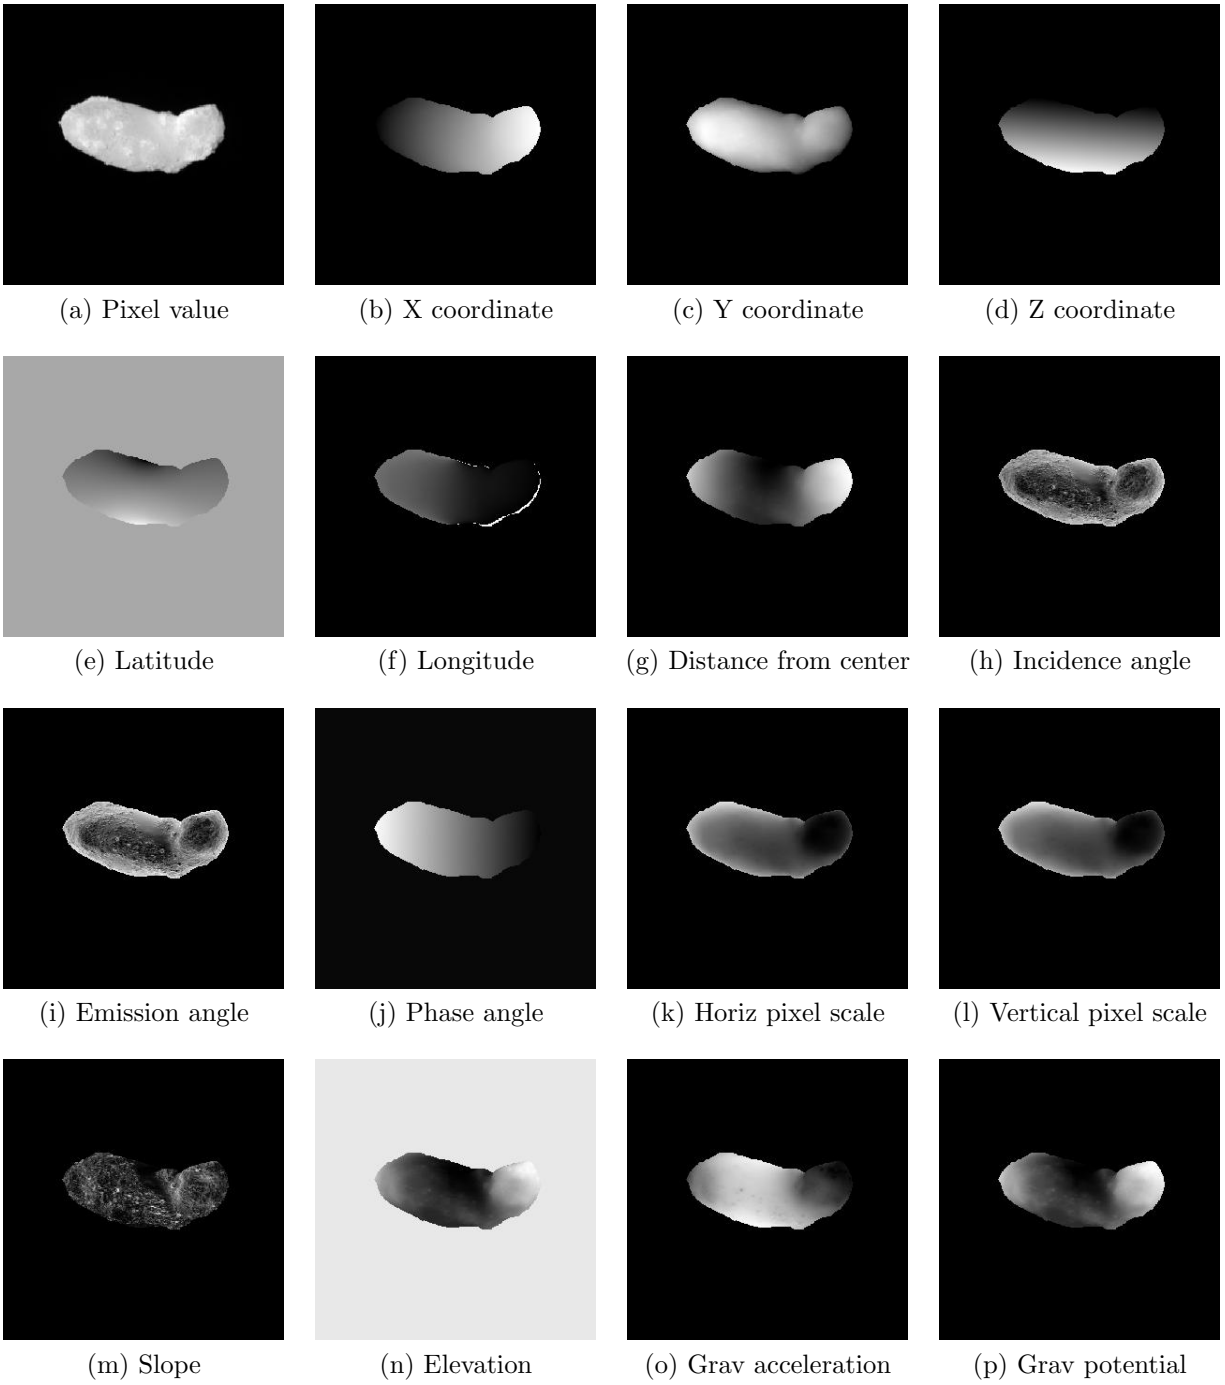 (a) Pixel value
(b) X coordinate
(c) Y coordinate
(d) Z coordinate
(e) Latitude
(f) Longitude
(g) Distance from center
(h) Incidence angle
(i) Emission angle
(j) Phase angle
(k) Horiz pixel scale
(l) Vertical pixel scale
(m) Slope
(n) Elevation
(o) Grav acceleration
(p) Grav potential